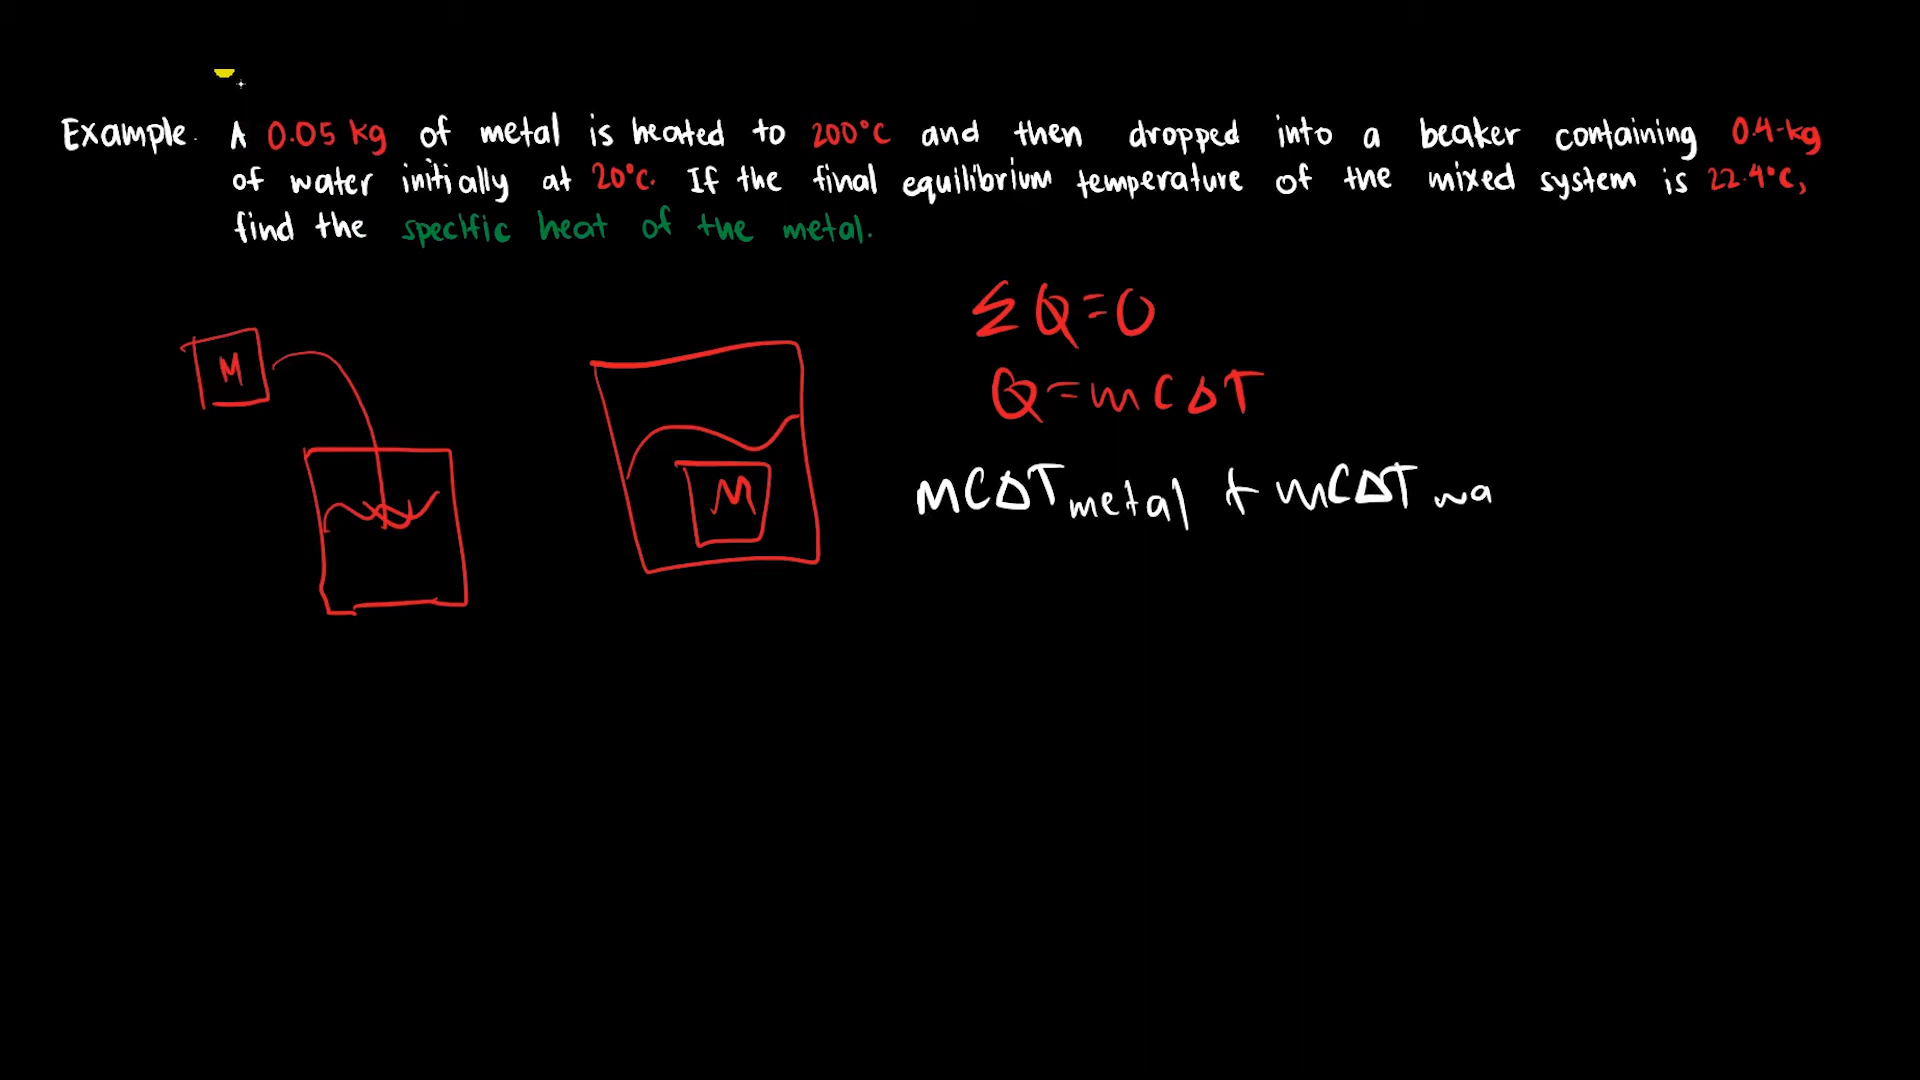 Example. A 0.05 kg of metal is heated to 200°C and then dropped into a beaker containing 0.4-kg
of water initially at 20°C. If the final equilibrium temperature of the mixed system is 22.4°C,
find the specific heat of the metal.
ΣQ=0
Q=mCΔT
mCΔT metal + mCΔT wa
M
M